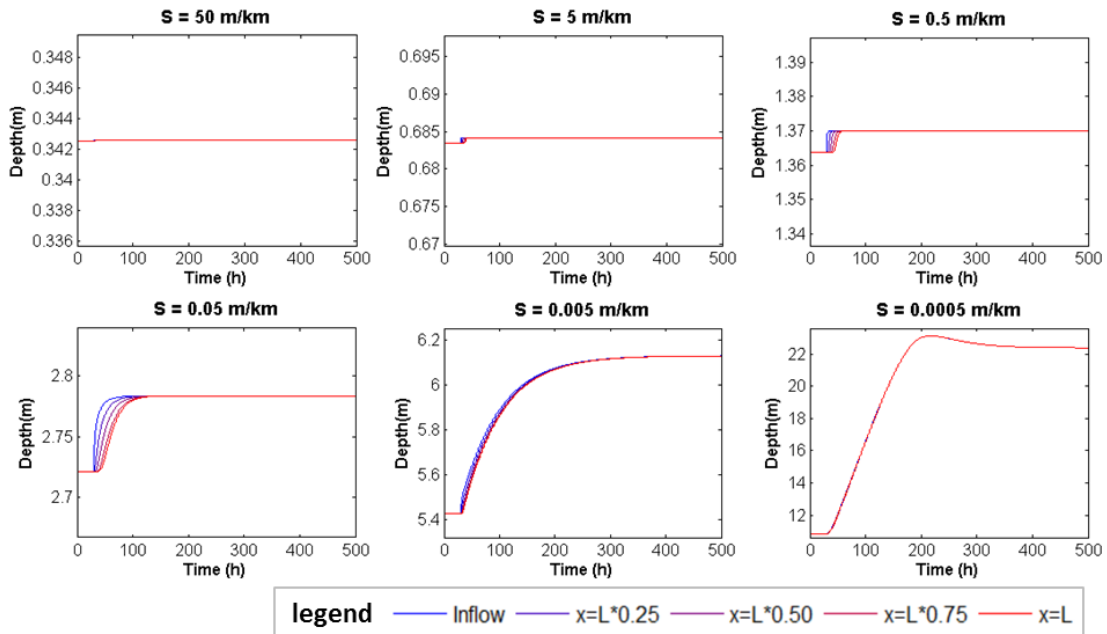 S = 50 m/km
S = 5 m/km
S = 0.5 m/km
0.348
0.346
0.344
0.342
0.34
0.338
0.336
Depth(m)
0 100 200 300 400 500
Time (h)
0.695
0.69
0.685
0.68
0.675
0.67
Depth(m)
0 100 200 300 400 500
Time (h)
1.39
1.38
1.37
1.36
1.35
1.34
Depth(m)
0 100 200 300 400 500
Time (h)
S = 0.05 m/km
S = 0.005 m/km
S = 0.0005 m/km
2.8
2.75
2.7
Depth(m)
0 100 200 300 400 500
Time (h)
6.2
6
5.8
5.6
5.4
Depth(m)
0 100 200 300 400 500
Time (h)
22
20
18
16
14
12
Depth(m)
0 100 200 300 400 500
Time (h)
legend Inflow x=L*0.25 x=L*0.50 x=L*0.75 x=L